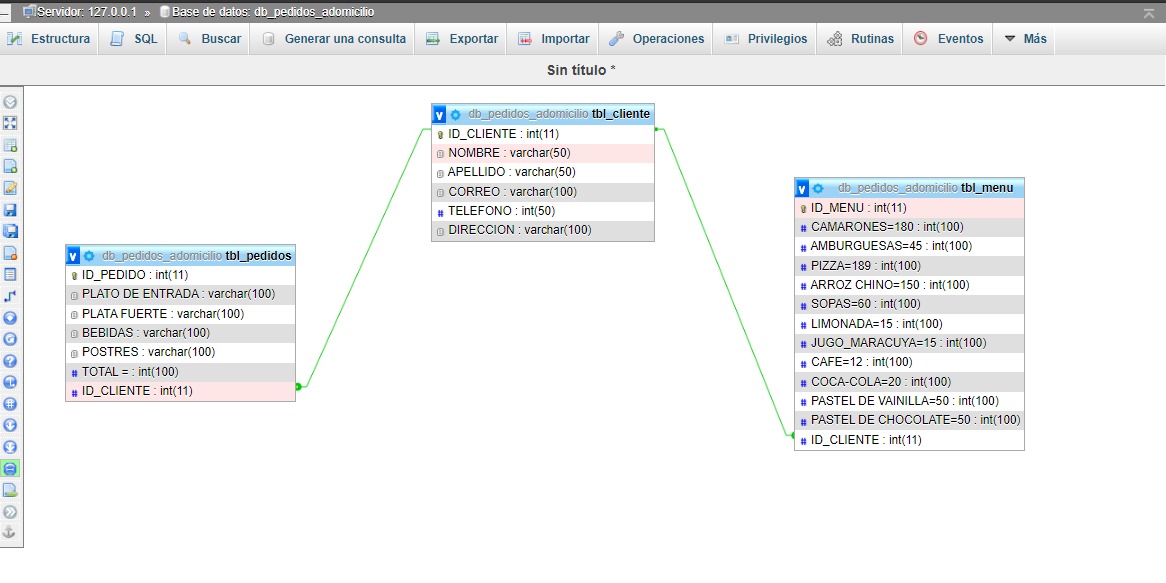 Servidor: 127.0.0.1 » Base de datos: db_pedidos_adomicilio
Estructura SQL Buscar Generar una consulta Exportar Importar Operaciones Privilegios Rutinas Eventos Más
Sin título *
v db_pedidos_adomicilio tbl_cliente
ID_CLIENTE : int(11)
NOMBRE : varchar(50)
APELLIDO : varchar(50)
CORREO : varchar(100)
# TELEFONO : int(50)
DIRECCION : varchar(100)
v db_pedidos_adomicilio tbl_menu
ID_MENU : int(11)
# CAMARONES=180 : int(100)
# AMBURGUESAS=45 : int(100)
# PIZZA=189 : int(100)
# ARROZ CHINO=150 : int(100)
# SOPAS=60 : int(100)
# LIMONADA=15 : int(100)
# JUGO_MARACUYA=15 : int(100)
# CAFE=12 : int(100)
# COCA-COLA=20 : int(100)
# PASTEL DE VAINILLA=50 : int(100)
# PASTEL DE CHOCOLATE=50 : int(100)
# ID_CLIENTE : int(11)
v db_pedidos_adomicilio tbl_pedidos
ID_PEDIDO : int(11)
PLATO DE ENTRADA : varchar(100)
PLATA FUERTE : varchar(100)
BEBIDAS : varchar(100)
POSTRES : varchar(100)
# TOTAL = : int(100)
# ID_CLIENTE : int(11)